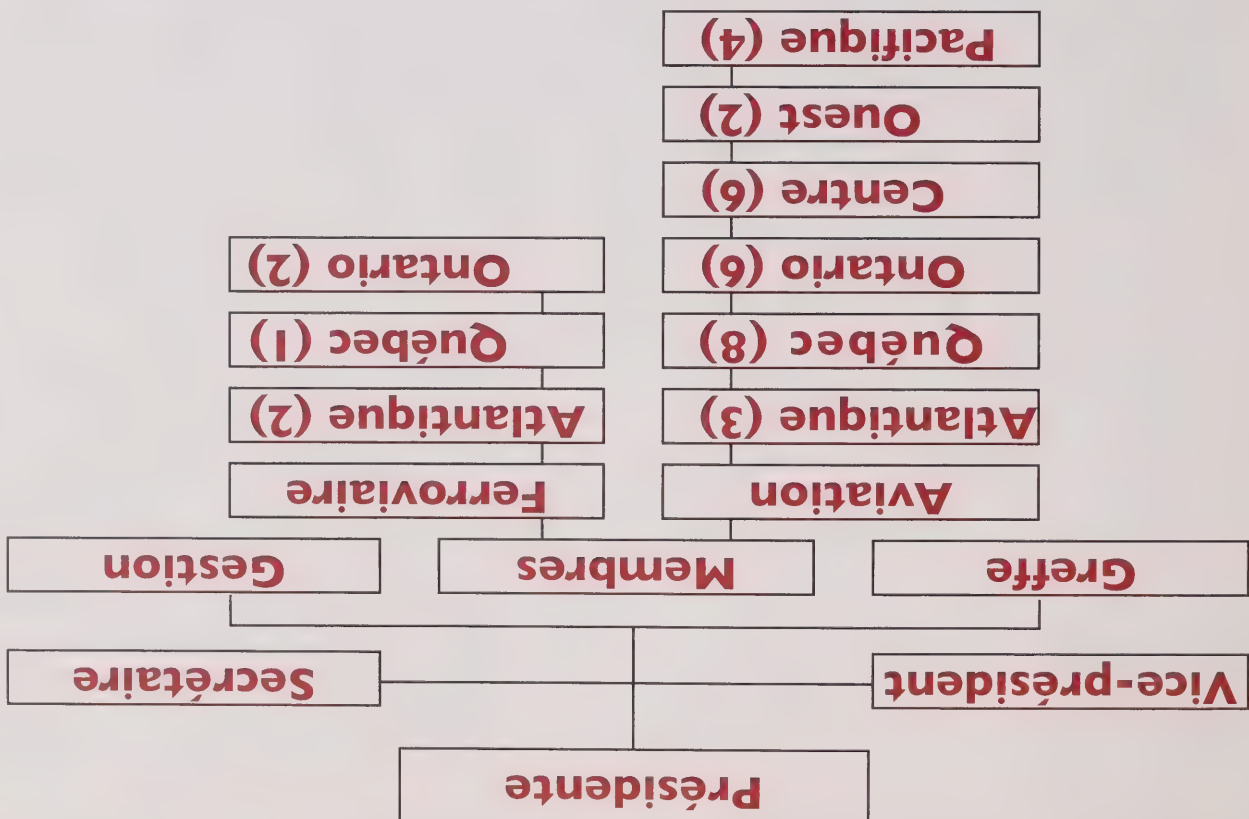 Présidente
Vice-président
Secrétaire
Greffe
Membres
Gestion
Aviation
Ferroviaire
Atlantique (3)
Atlantique (2)
Québec (8)
Québec (1)
Ontario (6)
Ontario (2)
Centre (6)
Ouest (2)
Pacifique (4)